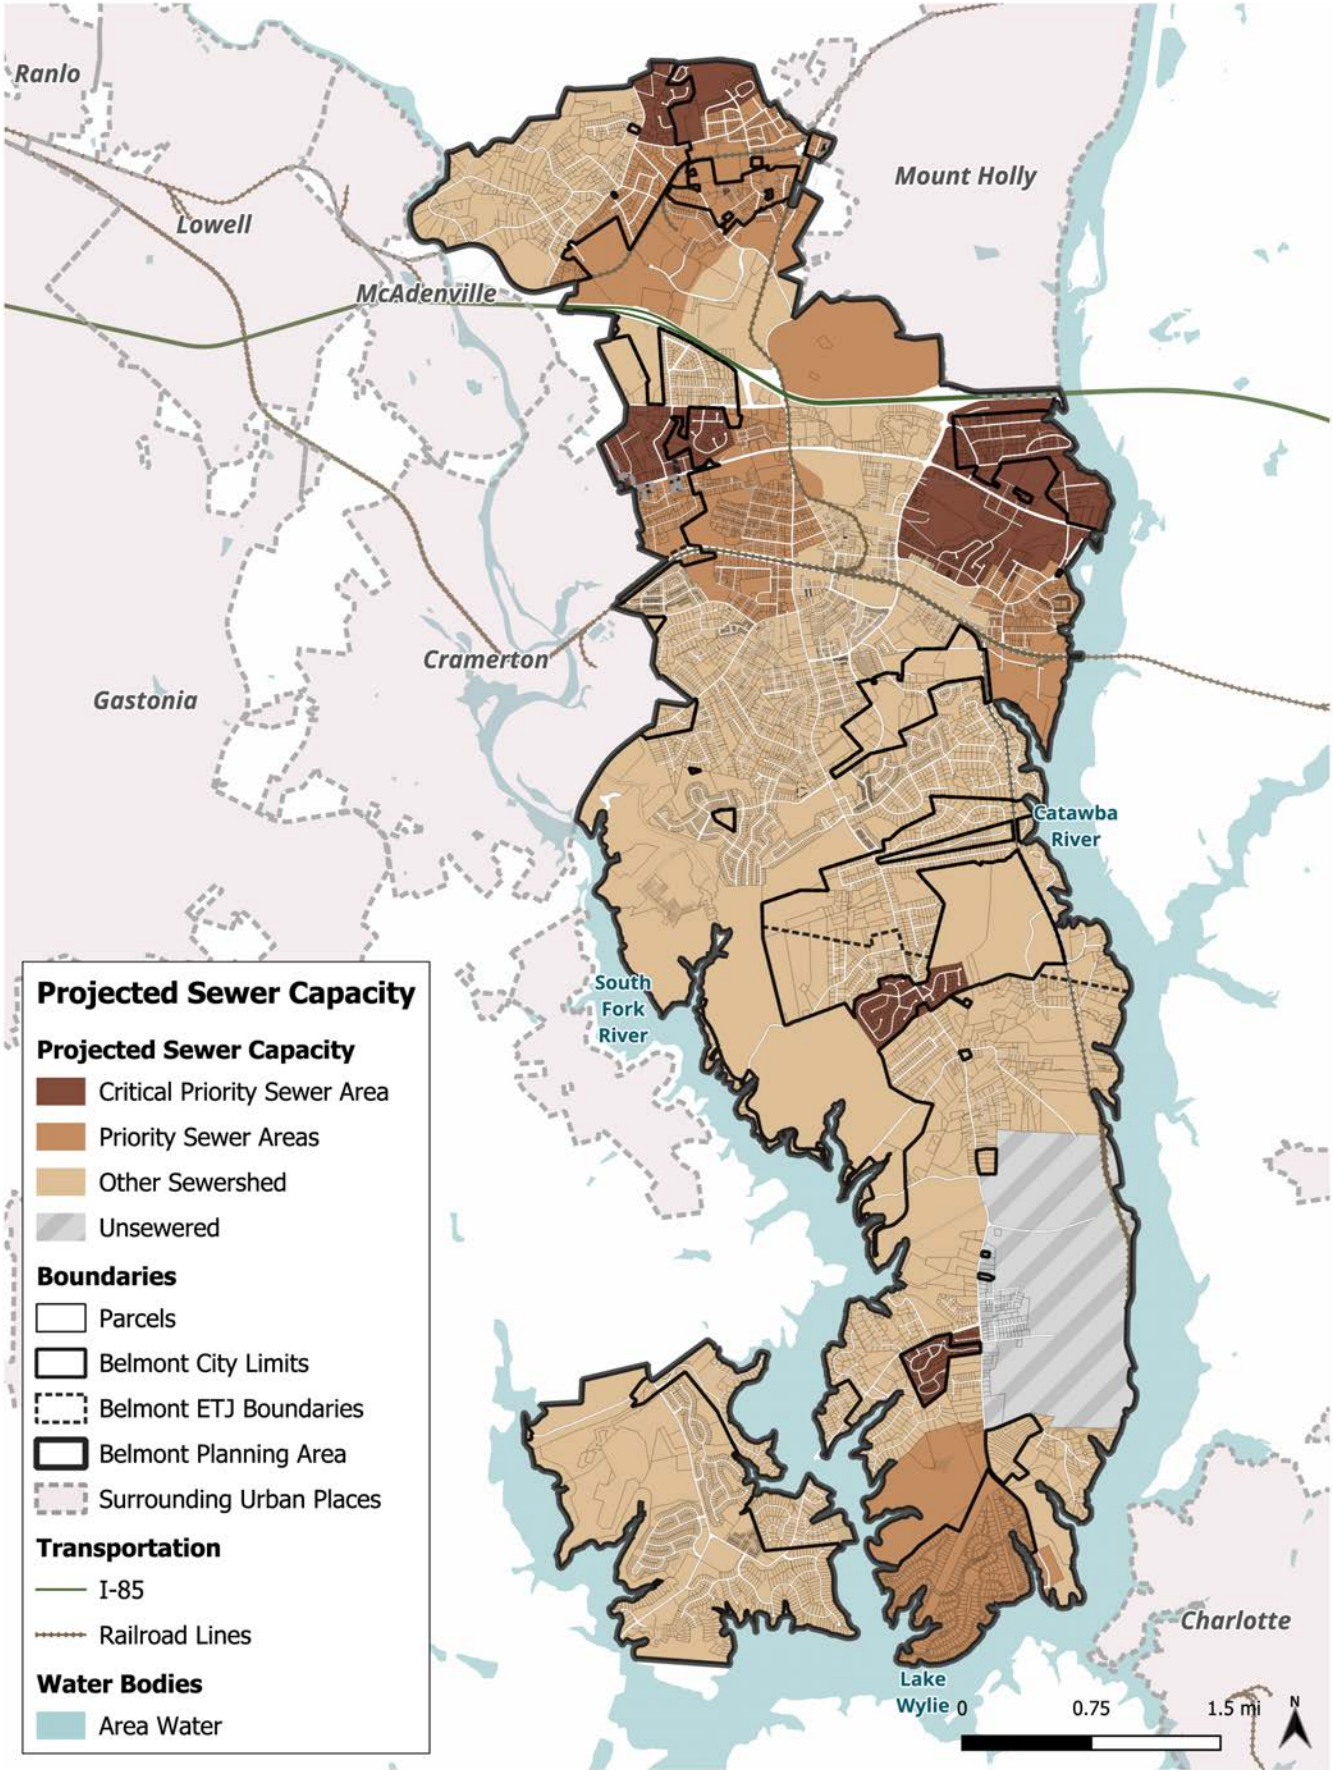 Ranlo
Mount Holly
Lowell
McAdenville
Cramerton
Gastonia
Catawba
River
South
Fork
River
Projected Sewer Capacity
Projected Sewer Capacity
Critical Priority Sewer Area
Priority Sewer Areas
Other Sewershed
Unsewered
Boundaries
Parcels
Belmont City Limits
Belmont ETJ Boundaries
Belmont Planning Area
Surrounding Urban Places
Transportation
I-85
Railroad Lines
Water Bodies
Area Water
Charlotte
Lake
Wylie
0 0.75 1.5 mi
N